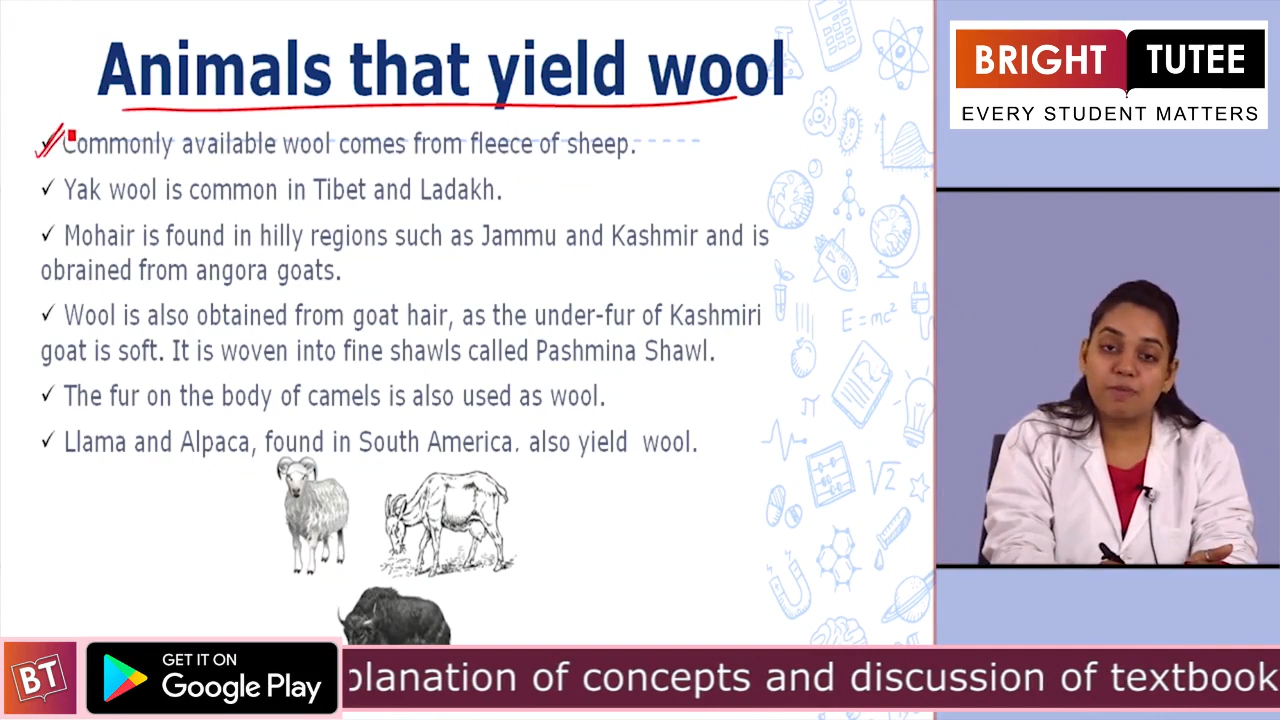 Animals that yield wool
✓ Commonly available wool comes from fleece of sheep.
✓ Yak wool is common in Tibet and Ladakh.
✓ Monair is found in hilly regions such as Jammu and Kashmir and is
obrained from angora goats.
✓ Wool is also obtained from goat hair, as the under-fur of Kashmiri
goat is soft. It is woven into fine shawls called Pashmina Shawl.
✓ The fur on the body of camels is also used as wool.
✓ Llama and Alpaca, found in South America, also yield wool.
BRIGHT TUTEE
EVERY STUDENT MATTERS
E=mc²
π
√2
y
x
BT
GET IT ON
Google Play
planation of concepts and discussion of textbook